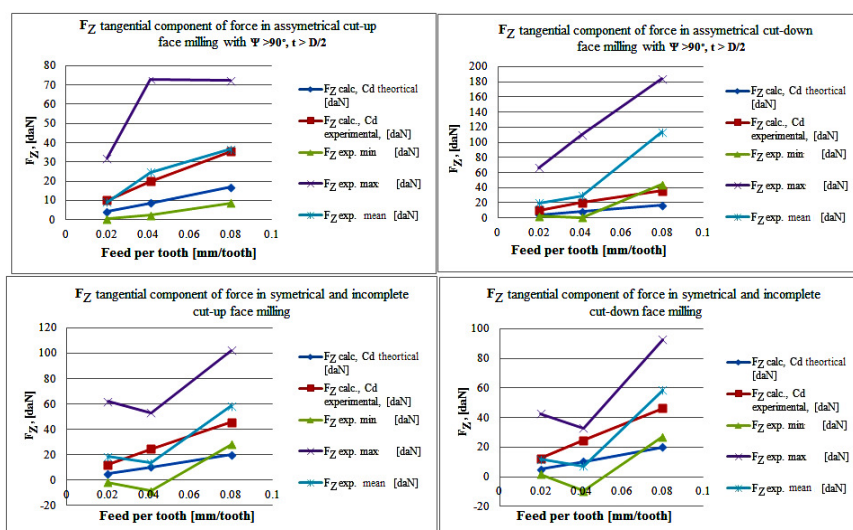 FZ tangential component of force in assymetrical cut-up
face milling with Ψ >90°, t > D/2
80
70
60
50
40
30
20
10
0
0 0.02 0.04 0.06 0.08 0.1
FZ, [daN]
Feed per tooth [mm/tooth]
FZ calc, Cd theortical
[daN]
FZ calc., Cd
experimental, [daN]
FZ exp. min [daN]
FZ exp. max [daN]
FZ exp. mean [daN]
FZ tangential component of force in assymetrical cut-down
face milling with Ψ >90°, t > D/2
200
180
160
140
120
100
80
60
40
20
0
0 0.02 0.04 0.06 0.08 0.1
FZ, [daN]
Feed per tooth [mm/tooth]
FZ calc, Cd theortical
[daN]
FZ calc., Cd
experimental, [daN]
FZ exp. min [daN]
FZ exp. max [daN]
FZ exp. mean [daN]
FZ tangential component of force in symetrical and incomplete
cut-up face milling
120
100
80
60
40
20
0
-20
0 0.02 0.04 0.06 0.08 0.1
FZ, [daN]
Feed per tooth [mm/tooth]
FZ calc, Cd theortical
[daN]
FZ calc., Cd
experimental, [daN]
FZ exp. min [daN]
FZ exp. max [daN]
FZ exp. mean [daN]
FZ tangential component of force in symetrical and incomplete
cut-down face milling
100
80
60
40
20
0
-20
0 0.02 0.04 0.06 0.08 0.1
FZ, [daN]
Feed per tooth [mm/tooth]
FZ calc, Cd theortical
[daN]
FZ calc., Cd
experimental, [daN]
FZ exp. min [daN]
FZ exp. max [daN]
FZ exp. mean [daN]